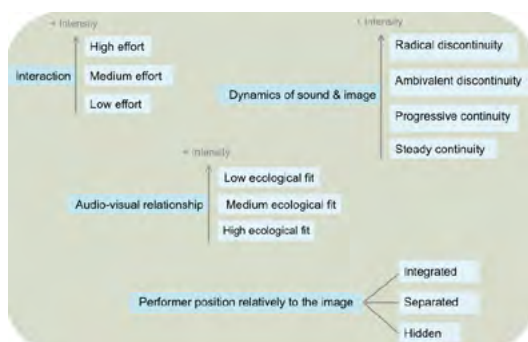 + Intensity
High effort
Interaction
Medium effort
Low effort
+ Intensity
Radical discontinuity
Ambivalent discontinuity
Dynamics of sound & image
Progressive continuity
Steady continuity
+ Intensity
Low ecological fit
Audio-visual relationship
Medium ecological fit
High ecological fit
Integrated
Performer position relatively to the image
Separated
Hidden